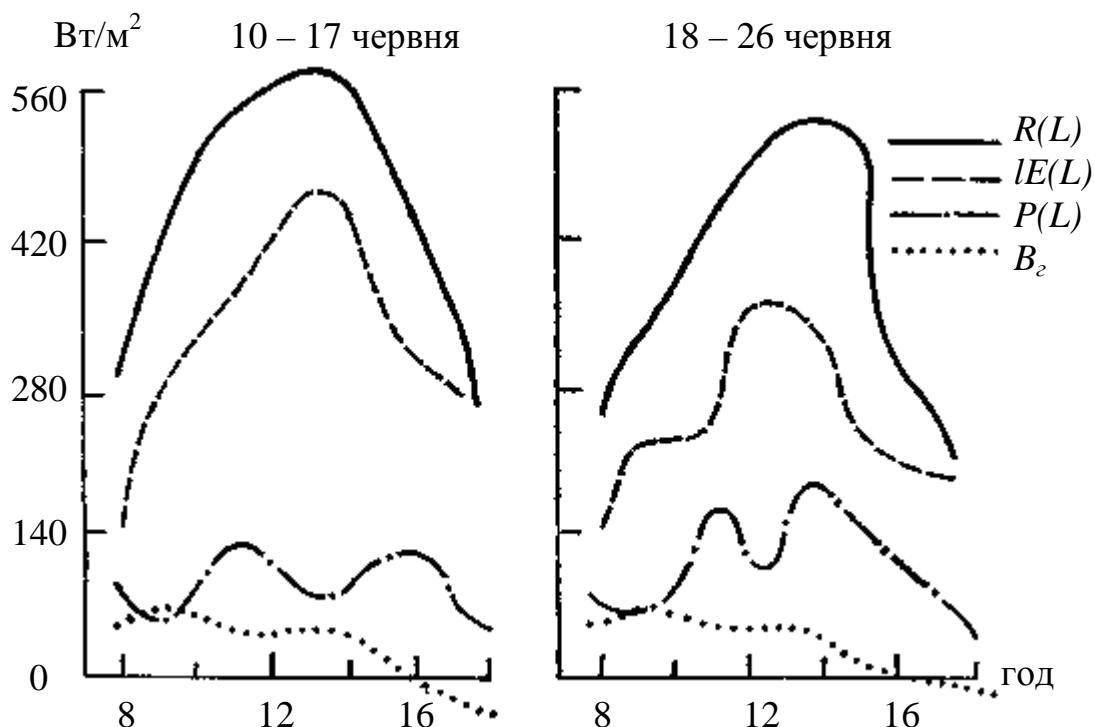 Вт/м²
10 – 17 червня
18 – 26 червня
560
420
280
140
0
R(L)
lE(L)
P(L)
Bг
8
12
16
8
12
16
год